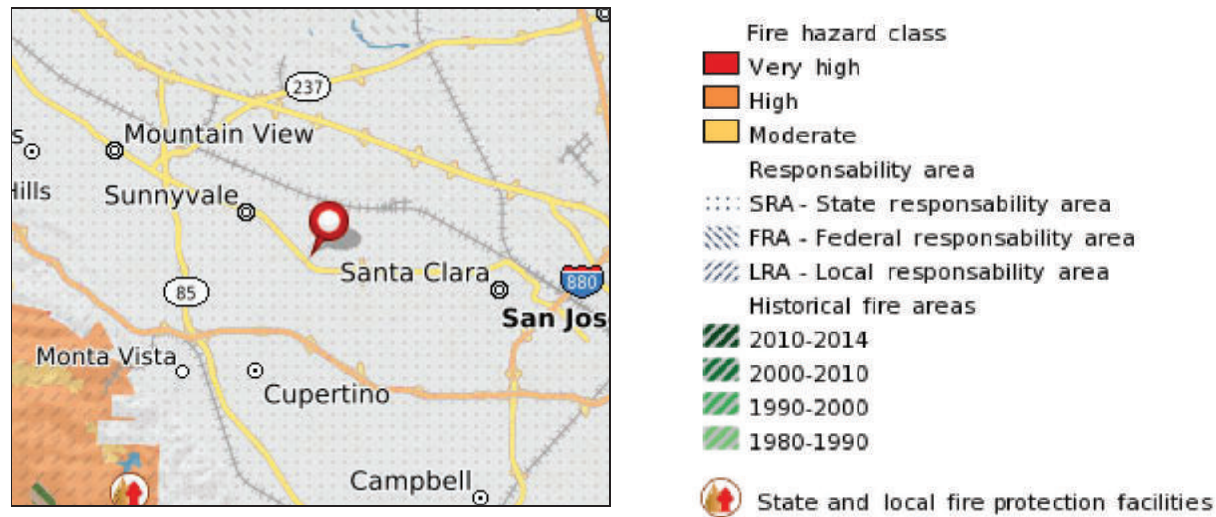 237
s
Mountain View
Hills
Sunnyvale
Santa Clara
880
85
San Jos
Monta Vista
Cupertino
Campbell
Fire hazard class
Very high
High
Moderate
Responsability area
SRA - State responsability area
FRA - Federal responsability area
LRA - Local responsability area
Historical fire areas
2010-2014
2000-2010
1990-2000
1980-1990
State and local fire protection facilities